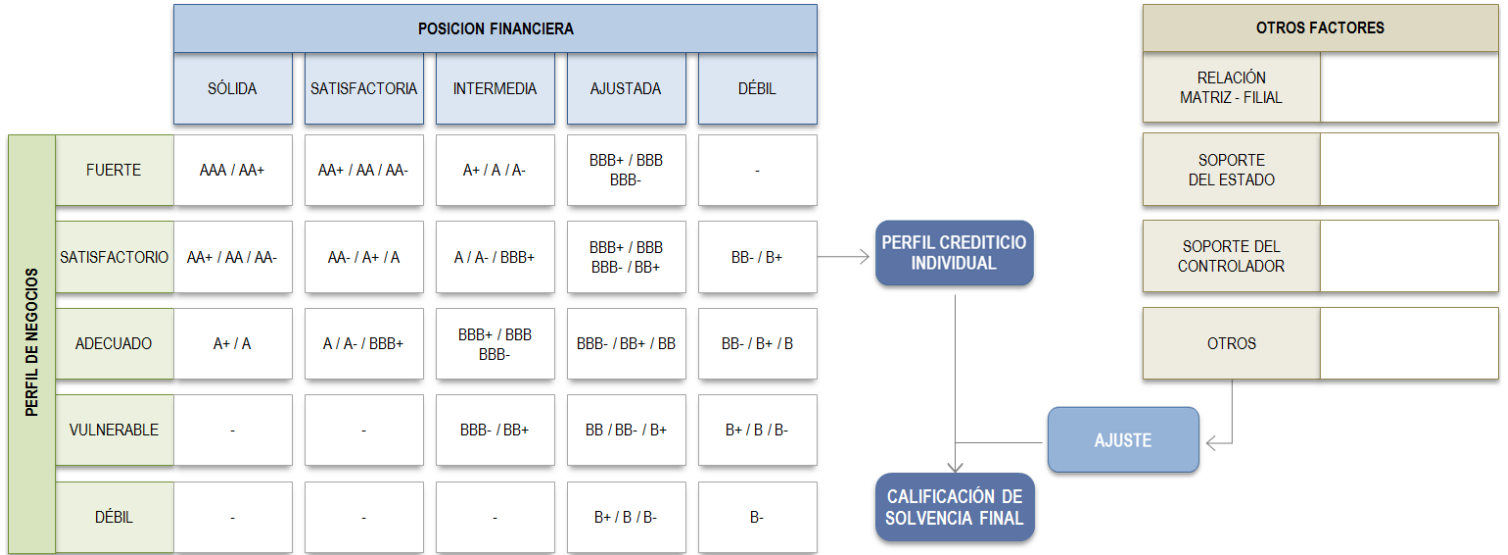 POSICION FINANCIERA
SÓLIDA
SATISFACTORIA
INTERMEDIA
AJUSTADA
DÉBIL
PERFIL DE NEGOCIOS
FUERTE
AAA / AA+
AA+ / AA / AA-
A+ / A / A-
BBB+ / BBB
BBB-
-
SATISFACTORIO
AA+ / AA / AA-
AA- / A+ / A
A / A- / BBB+
BBB+ / BBB
BBB- / BB+
BB- / B+
ADECUADO
A+ / A
A / A- / BBB+
BBB+ / BBB
BBB-
BBB- / BB+ / BB
BB- / B+ / B
VULNERABLE
-
-
BBB- / BB+
BB / BB- / B+
B+ / B / B-
DÉBIL
-
-
-
B+ / B / B-
B-
PERFIL CREDITICIO
INDIVIDUAL
CALIFICACIÓN DE
SOLVENCIA FINAL
AJUSTE
OTROS FACTORES
RELACIÓN
MATRIZ - FILIAL
SOPORTE
DEL ESTADO
SOPORTE DEL
CONTROLADOR
OTROS